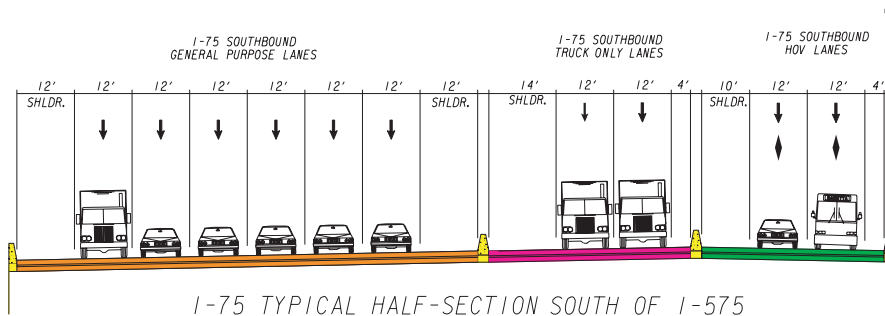 I-75 SOUTHBOUND
GENERAL PURPOSE LANES
I-75 SOUTHBOUND
TRUCK ONLY LANES
I-75 SOUTHBOUND
HOV LANES
12' 12' 12' 12' 12' 12' 12' 12' 14' 12' 12' 4' 10' 12' 12' 4'
SHLDR. SHLDR. SHLDR. SHLDR.
I-75 TYPICAL HALF-SECTION SOUTH OF I-575